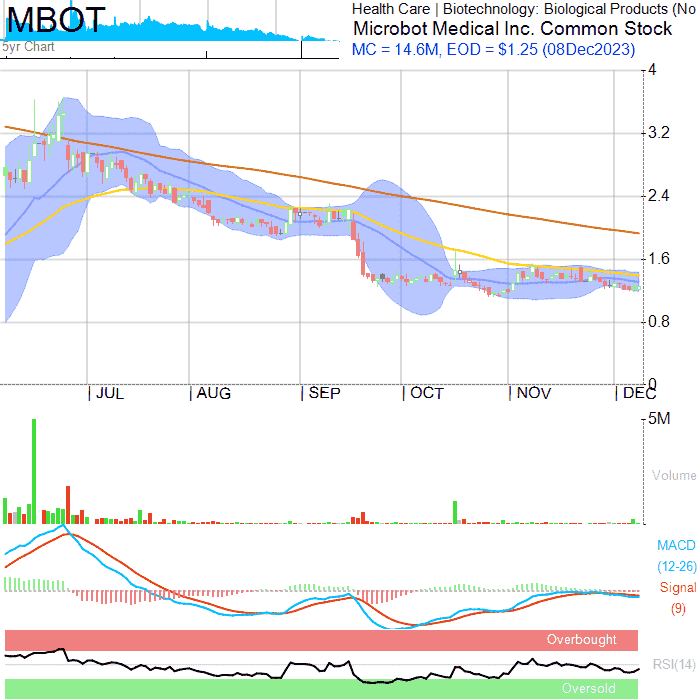 MBOT
5yr Chart
Health Care | Biotechnology: Biological Products (No
Microbot Medical Inc. Common Stock
MC = 14.6M, EOD = $1.25 (08Dec2023)
4
3.2
2.4
1.6
0.8
0
JUL AUG SEP OCT NOV DEC
5M
Volume
MACD
(12-26)
Signal
(9)
Overbought
RSI(14)
Oversold